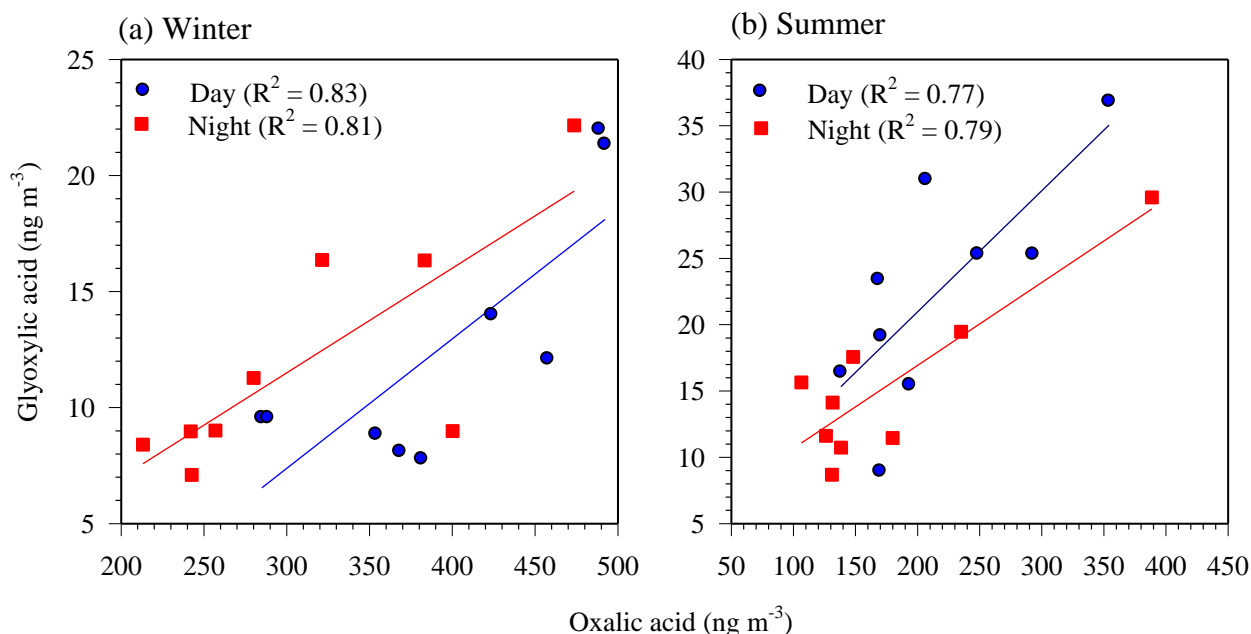 (a) Winter
(b) Summer
Day (R² = 0.83)
Night (R² = 0.81)
Day (R² = 0.77)
Night (R² = 0.79)
Glyoxylic acid (ng m⁻³)
25
20
15
10
5
40
35
30
25
20
15
10
5
200 250 300 350 400 450 500
50 100 150 200 250 300 350 400 450
Oxalic acid (ng m⁻³)